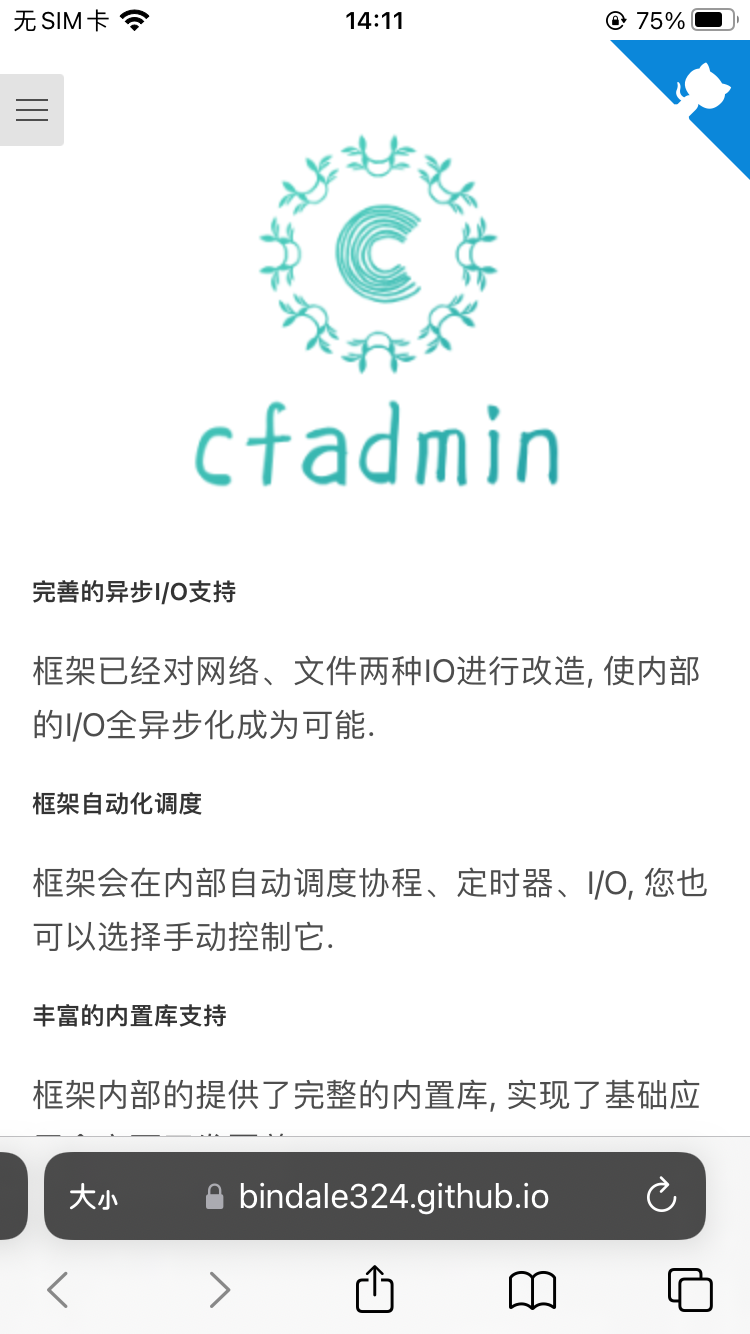 无SIM卡 14:11 75%
cfadmin
完善的异步I/O支持
框架已经对网络、文件两种IO进行改造, 使内部
的I/O全异步化成为可能.
框架自动化调度
框架会在内部自动调度协程、定时器、I/O, 您也
可以选择手动控制它.
丰富的内置库支持
框架内部的提供了完整的内置库, 实现了基础应
大小 bindale324.github.io